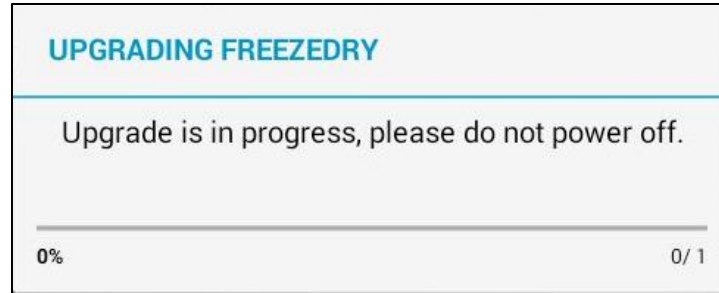 UPGRADING FREEZEDRY
Upgrade is in progress, please do not power off.
0% 0/ 1